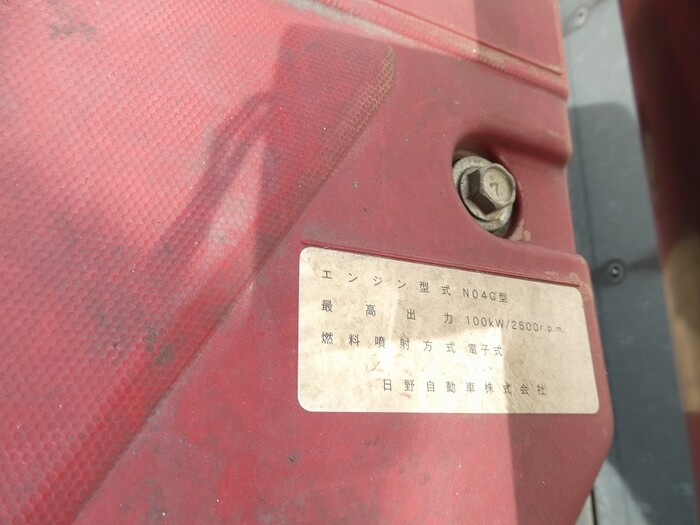 7
エンジン型式 N04C型
最高出力 100kW/2500r.p.m.
燃料噴射方式 電子式
日野自動車株式会社